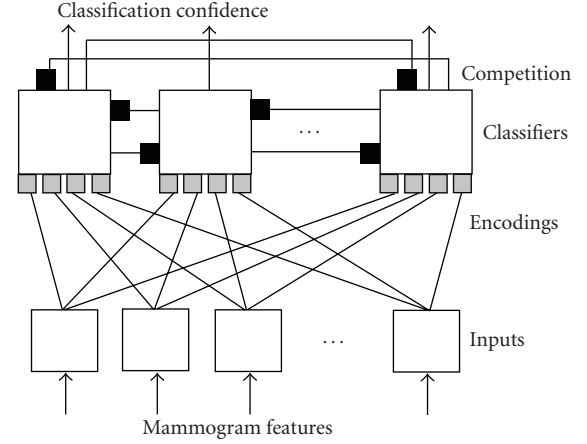 Classification confidence
Competition
Classifiers
...
Encodings
Inputs
...
Mammogram features